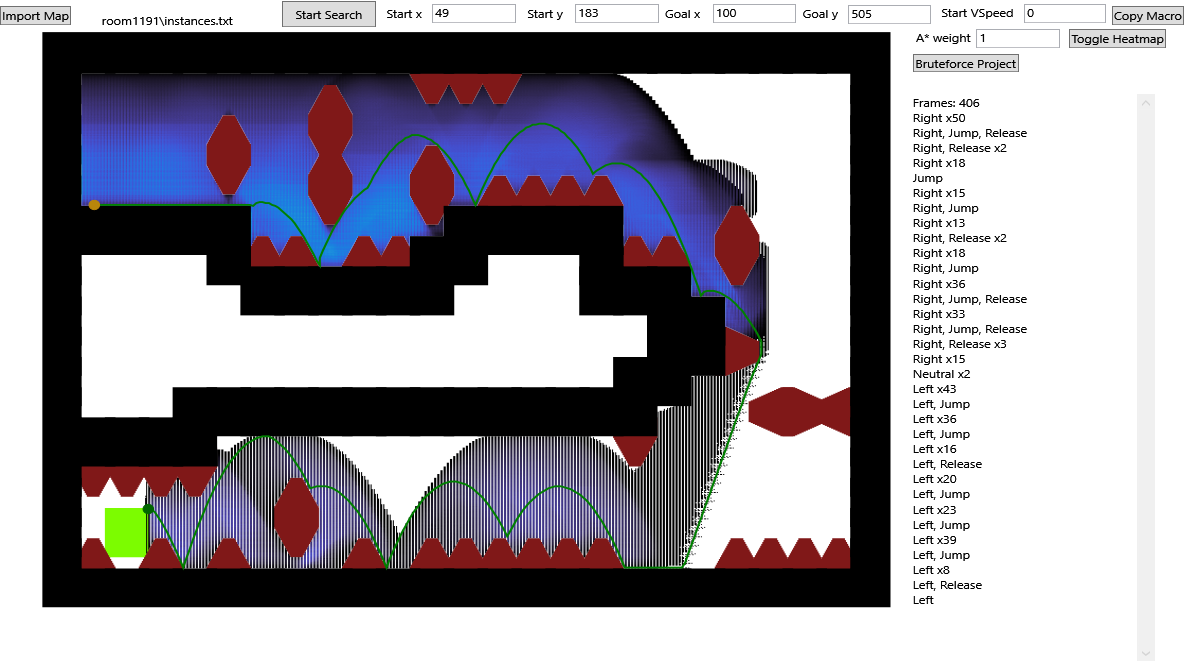 Import Map
room1191\instances.txt
Start Search
Start x 49
Start y 183
Goal x 100
Goal y 505
Start VSpeed 0
Copy Macro
A* weight 1
Toggle Heatmap
Bruteforce Project
Frames: 406
Right x50
Right, Jump, Release
Right, Release x2
Right x18
Jump
Right x15
Right, Jump
Right x13
Right, Release x2
Right x18
Right, Jump
Right x36
Right, Jump, Release
Right x33
Right, Jump, Release
Right, Release x3
Right x15
Neutral x2
Left x43
Left, Jump
Left x36
Left, Jump
Left x16
Left, Release
Left x20
Left, Jump
Left x23
Left, Jump
Left x39
Left, Jump
Left x8
Left, Release
Left